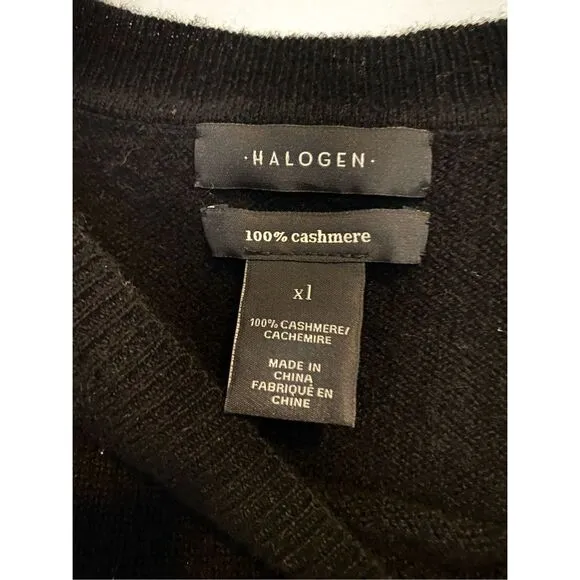 ·HALOGEN·
100% cashmere
xl
100% CASHMERE/
CACHEMIRE
MADE IN
CHINA
FABRIQUÉ EN
CHINE